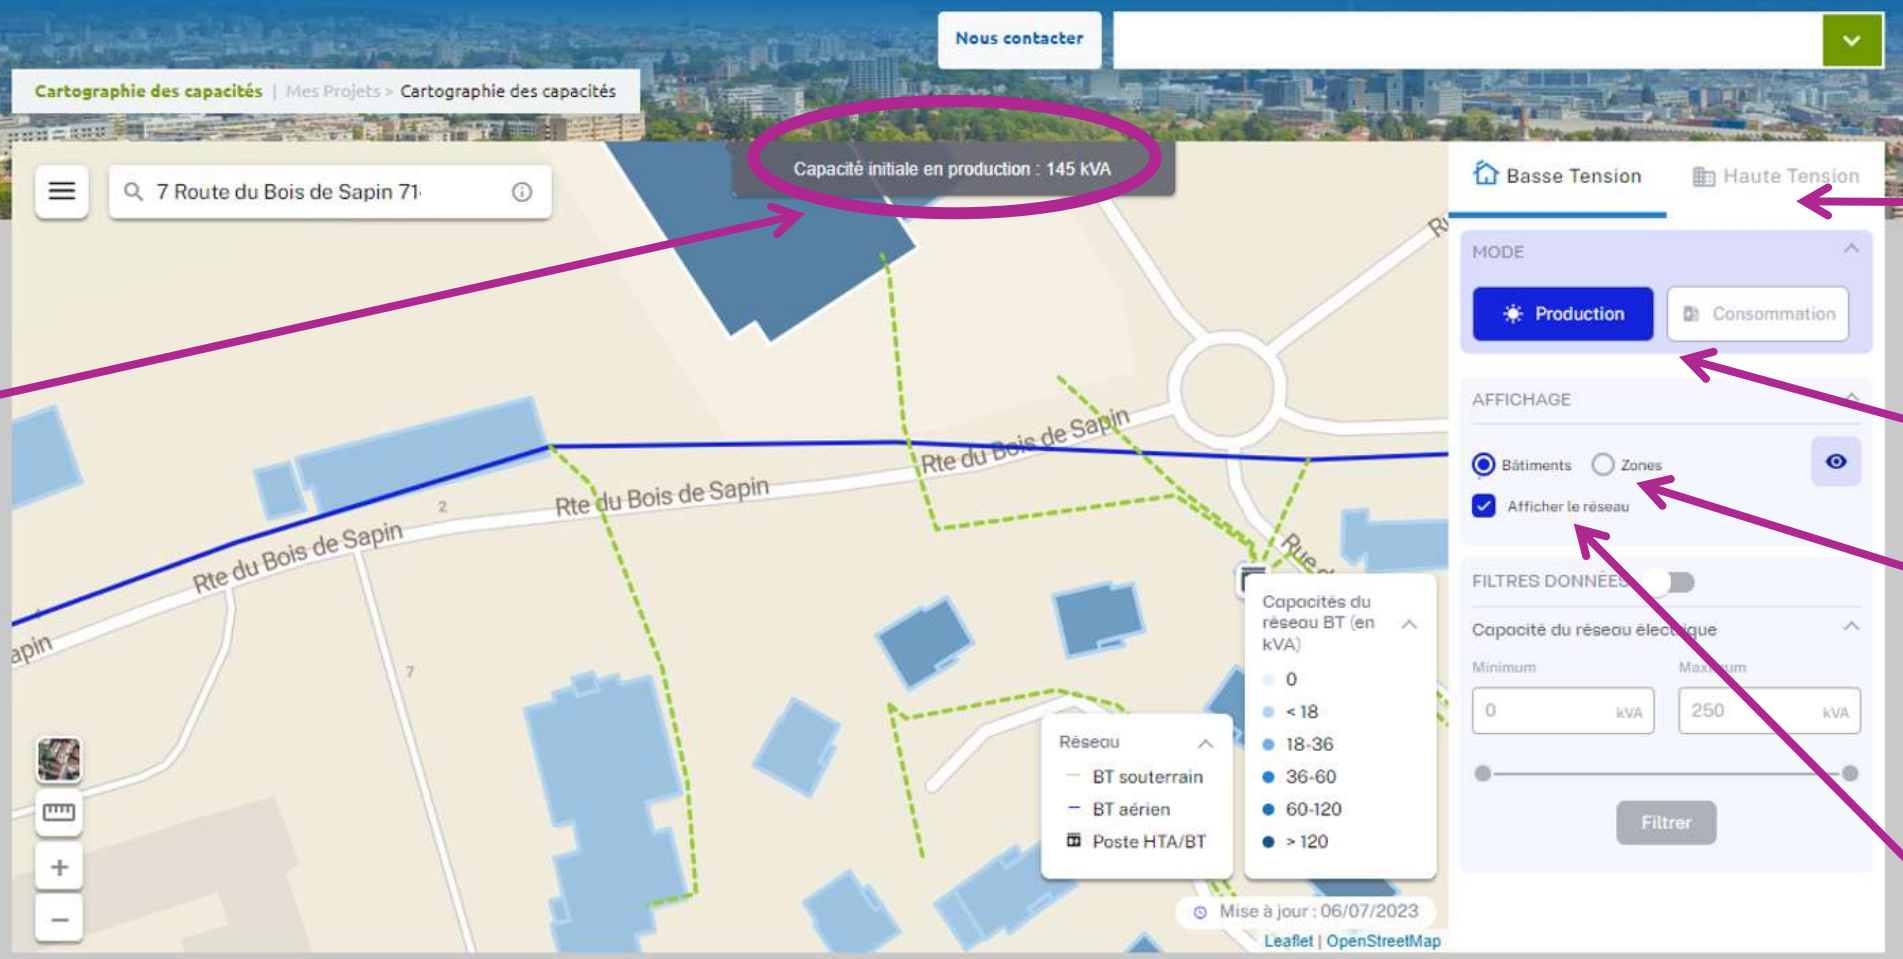 Nous contacter
Cartographie des capacités | Mes Projets > Cartographie des capacités
7 Route du Bois de Sapin 71
Capacité initiale en production : 145 kVA
Basse Tension
Haute Tension
MODE
Production
Consommation
AFFICHAGE
Bâtiments
Zones
Afficher le réseau
FILTRES DONNÉES
Capacité du réseau électrique
Minimum
Maximum
0 kVA
250 kVA
Filtrer
Rte du Bois de Sapin
Rte du Bois de Sapin
Rte du Bois de Sapin
apin
2
7
Capacités du
réseau BT (en
kVA)
0
< 18
18-36
36-60
60-120
> 120
Réseau
BT souterrain
BT aérien
Poste HTA/BT
Mise à jour : 06/07/2023
Leaflet | OpenStreetMap